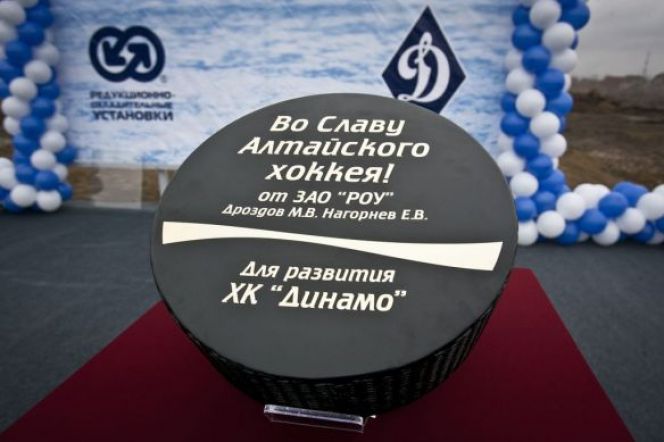 РЕДУКЦИОННО-
ОХЛАДИТЕЛЬНЫЕ
УСТАНОВКИ
Д
Во Славу
Алтайского
хоккея!
от ЗАО "РОУ"
Дроздов М.В. Нагорнев Е.В.
Для развития
ХК "Динамо"